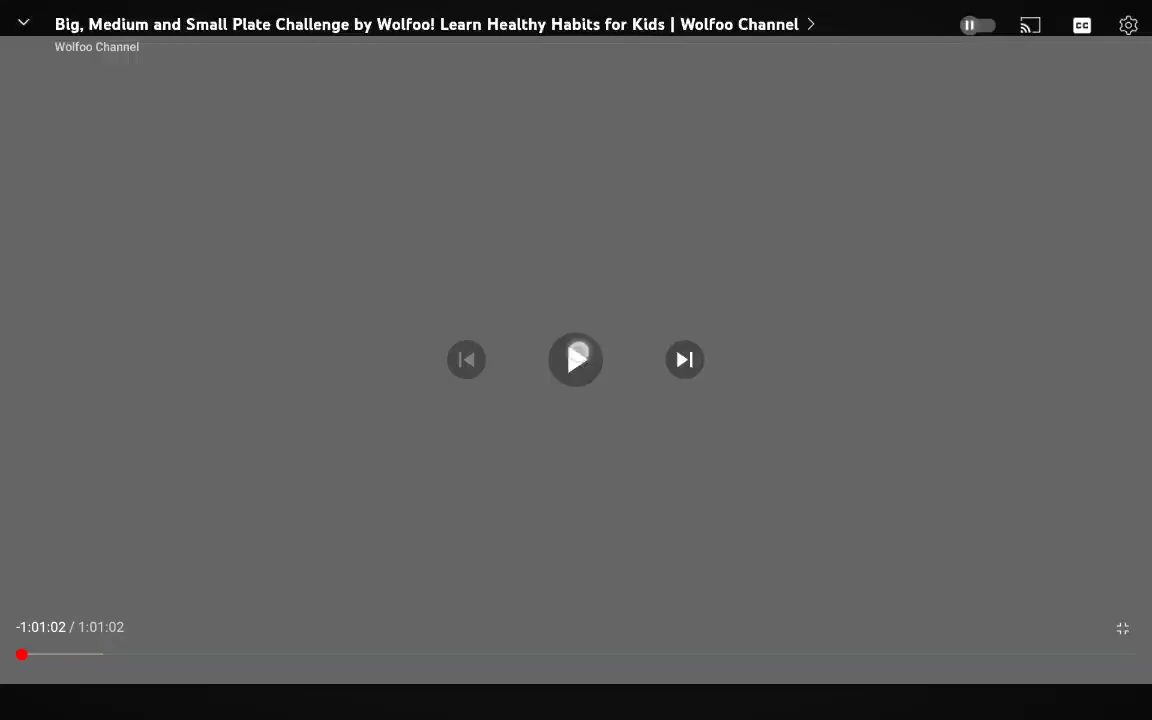 Big, Medium and Small Plate Challenge by Wolfoo! Learn Healthy Habits for Kids | Wolfoo Channel
CC
Wolfoo Channel
-1:01:02 / 1:01:02